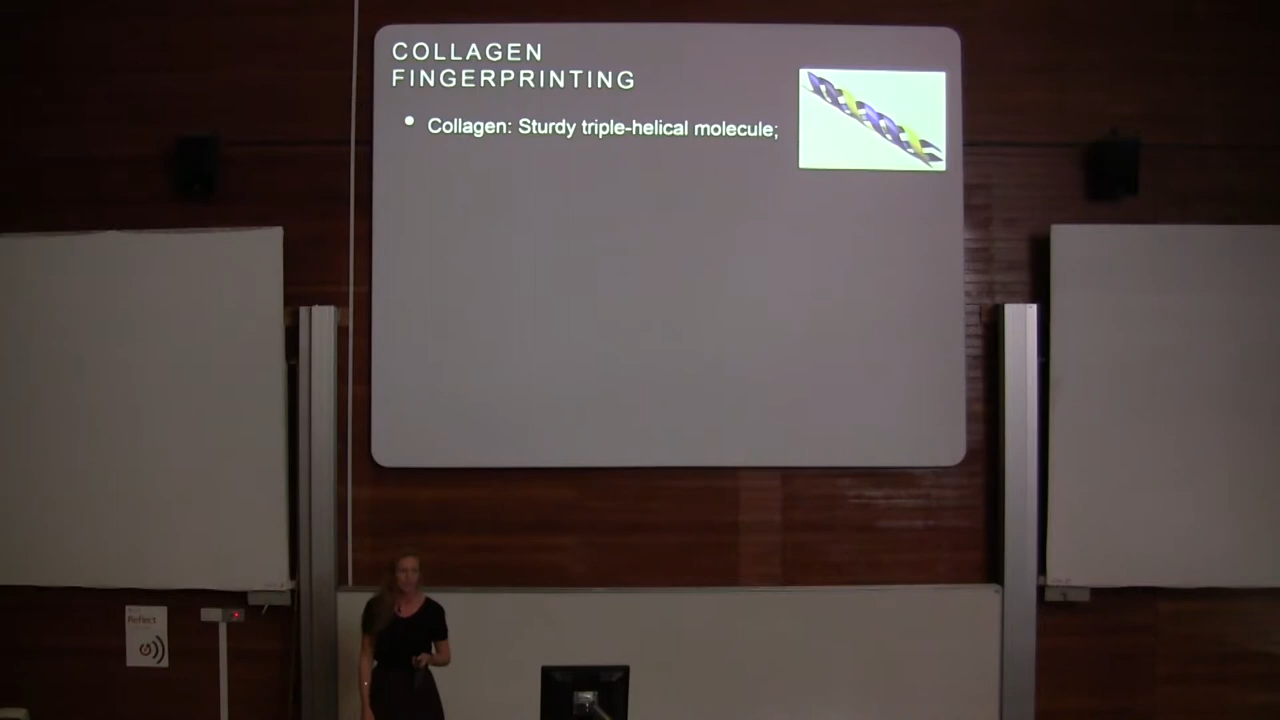 COLLAGEN
FINGERPRINTING
• Collagen: Sturdy triple-helical molecule;
Reflect